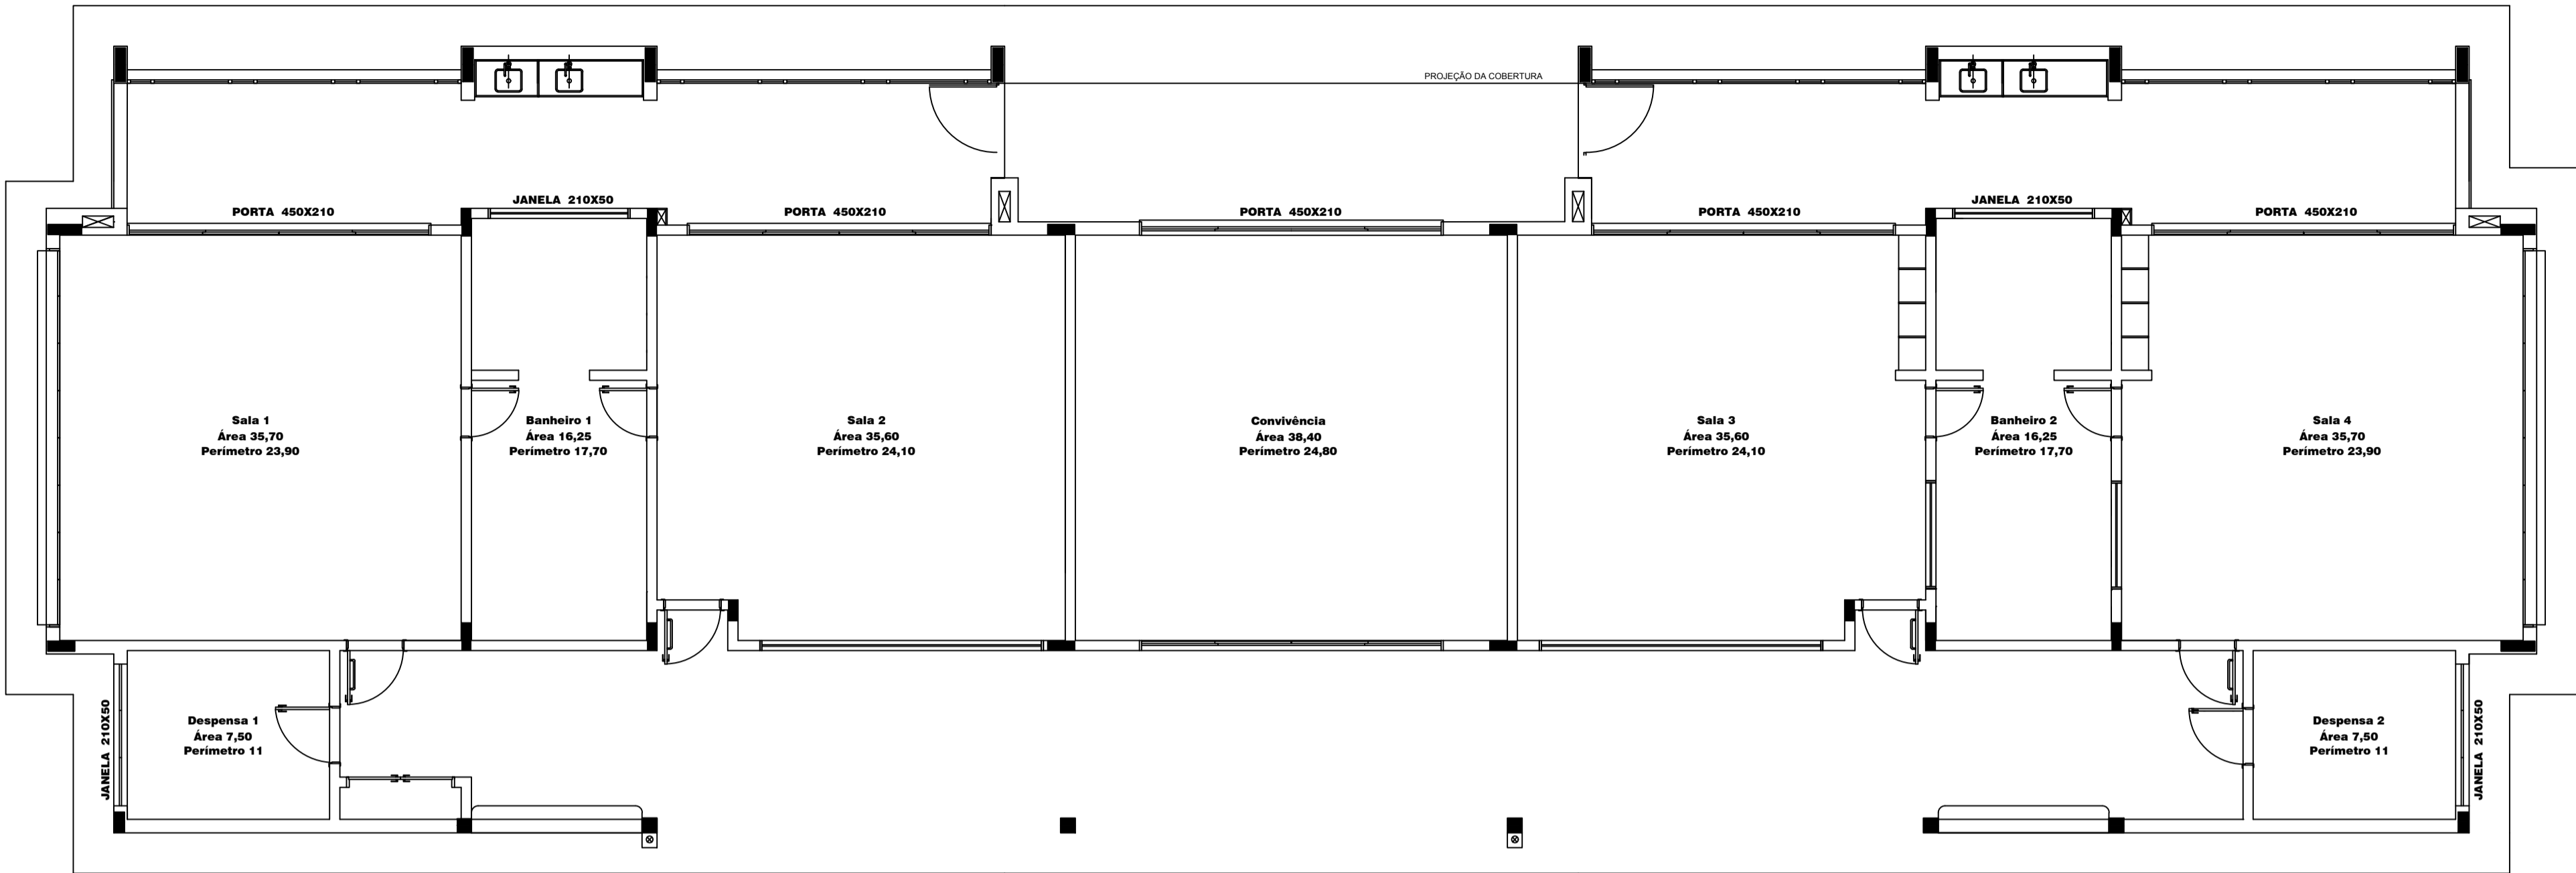 PROJEÇÃO DA COBERTURA
JANELA 210X50
JANELA 210X50
PORTA 450X210
PORTA 450X210
PORTA 450X210
PORTA 450X210
PORTA 450X210
Sala 1
Área 35,70
Perímetro 23,90
Banheiro 1
Área 16,25
Perímetro 17,70
Sala 2
Área 35,60
Perímetro 24,10
Convivência
Área 38,40
Perímetro 24,80
Sala 3
Área 35,60
Perímetro 24,10
Banheiro 2
Área 16,25
Perímetro 17,70
Sala 4
Área 35,70
Perímetro 23,90
JANELA 210X50
Despensa 1
Área 7,50
Perímetro 11
Despensa 2
Área 7,50
Perímetro 11
JANELA 210X50